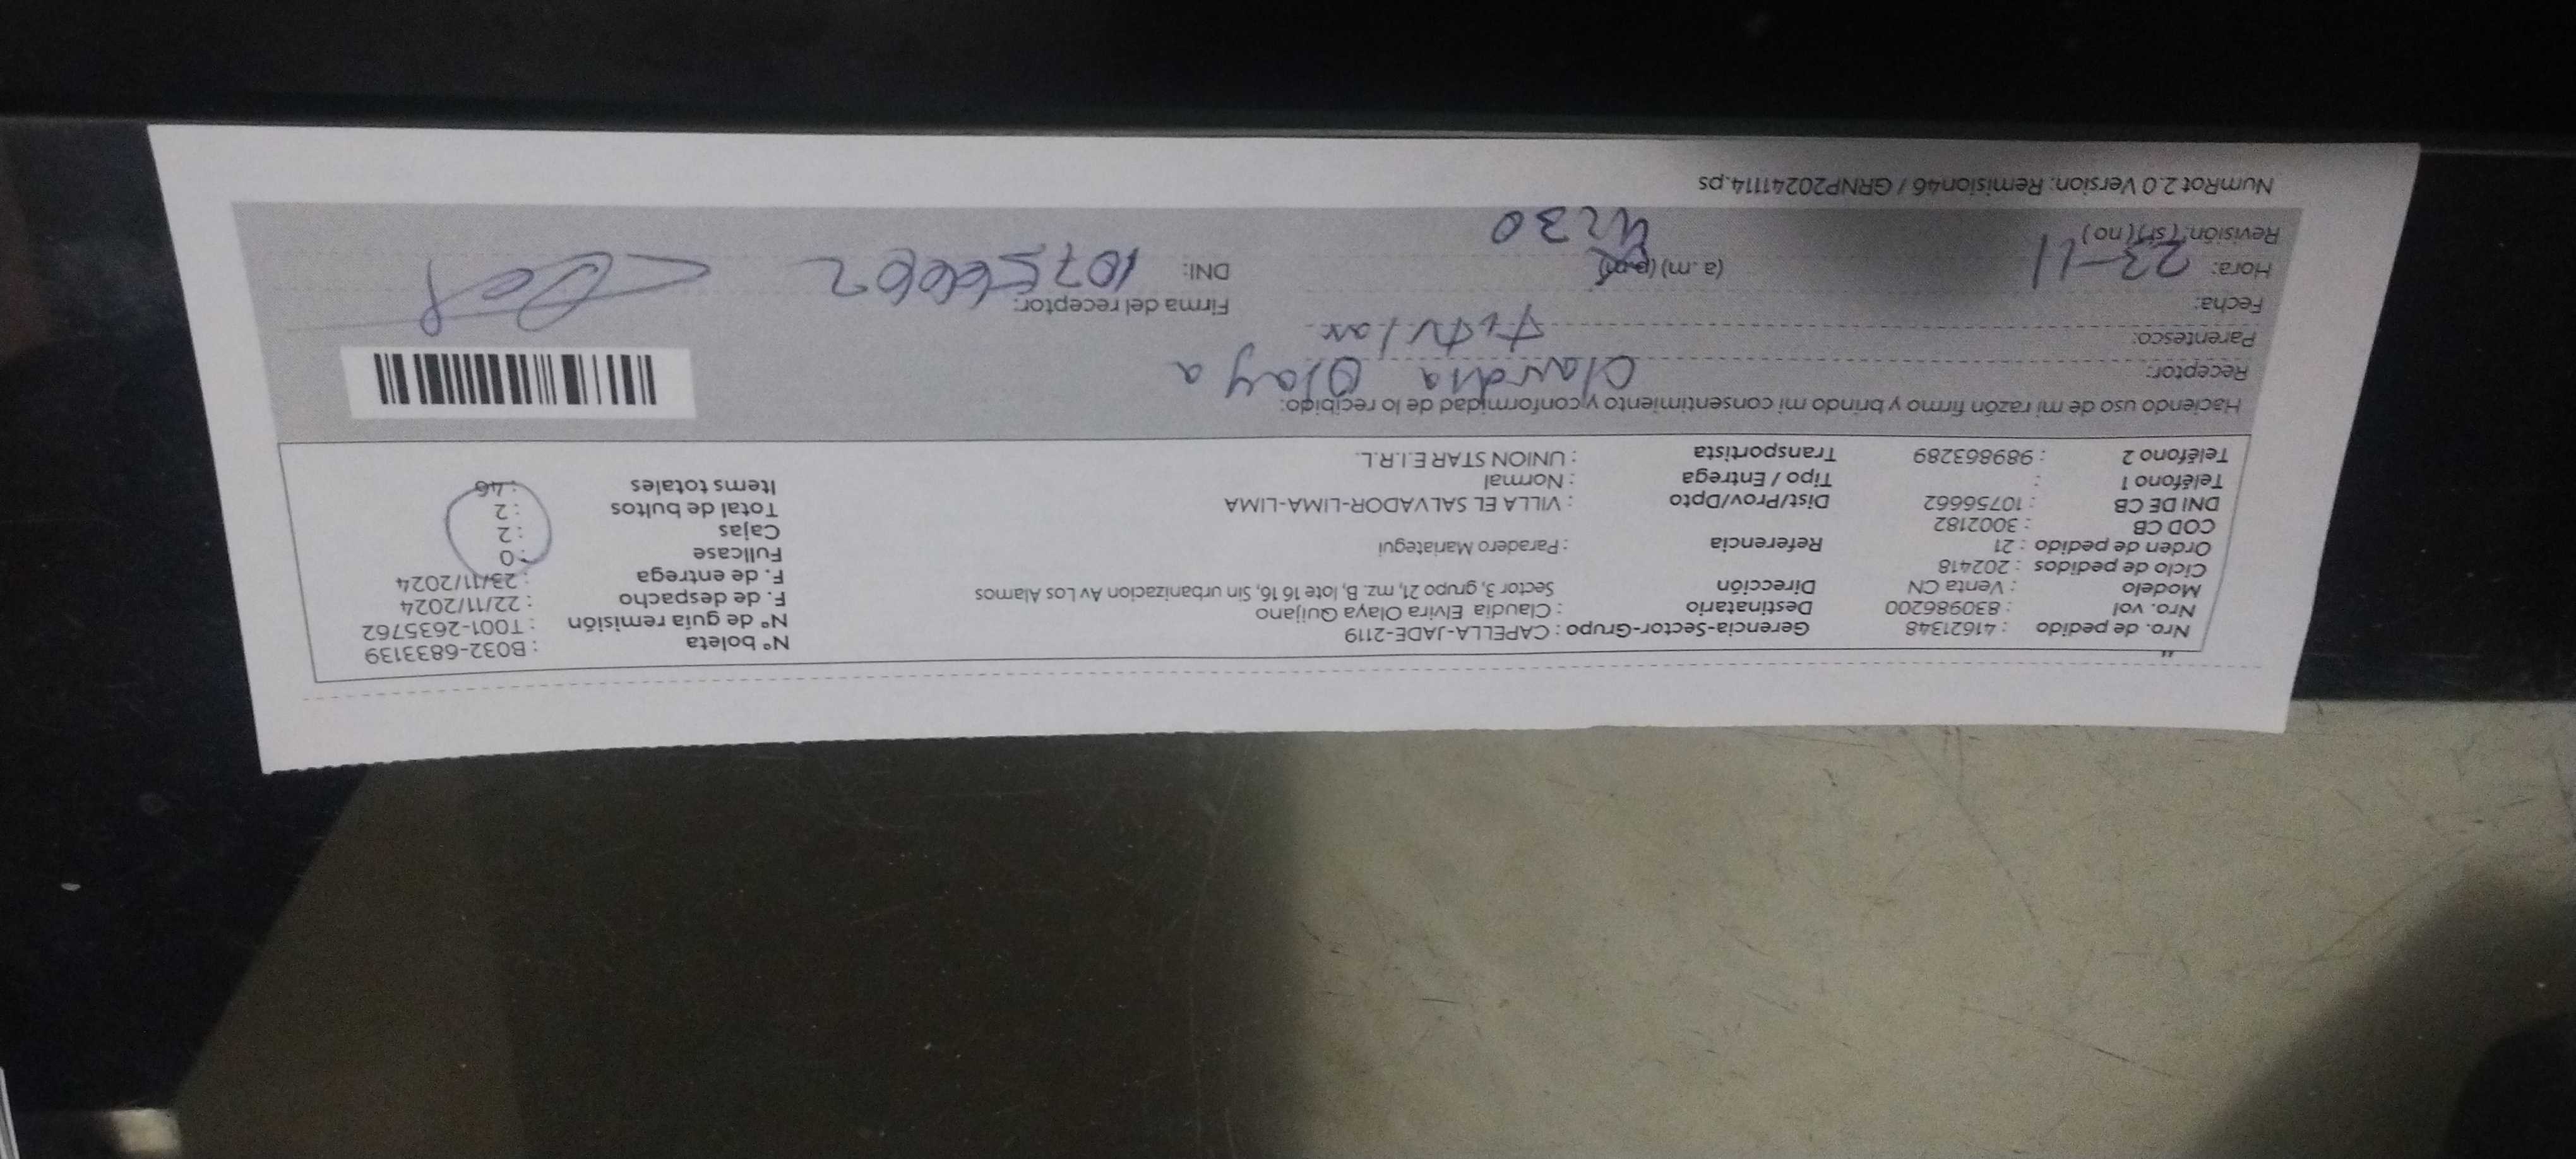 Nro. de pedido : 41621348 Gerencia-Sector-Grupo : CAPELLA-JADE-2119 N° boleta : B032-6833139
Nro. vol : 830986200 Destinatario : Claudia Elvira Olaya Quijano N° de guía remisión : T001-2635762
Modelo : Venta CN Dirección Sector 3, grupo 21, mz. B, lote 16 16, Sin urbanizacion Av Los Alamos F. de despacho : 22/11/2024
Ciclo de pedidos : 202418 F. de entrega : 23/11/2024
Orden de pedido : 21 Referencia : Paradero Mariategui Fullcase : 0
COD CB : 3002182 Cajas : 2
DNI DE CB : 10756662 Dist/Prov/Dpto : VILLA EL SALVADOR-LIMA-LIMA Total de bultos : 2
Teléfono 1 : Tipo / Entrega : Normal Items totales : 46
Teléfono 2 : 989863289 Transportista : UNION STAR E.I.R.L.
Haciendo uso de mi razón firmo y brindo mi consentimiento y conformidad de lo recibido:
Receptor: Claudia Olaya
Parentesco: titular
Fecha: Firma del receptor:
Hora: 23-11 (a.m) (p.m) DNI: 10756662
Revisión: (si) (no) 4:30
NumRot 2.0 Version: Remision46 / GRNP20241114.ps